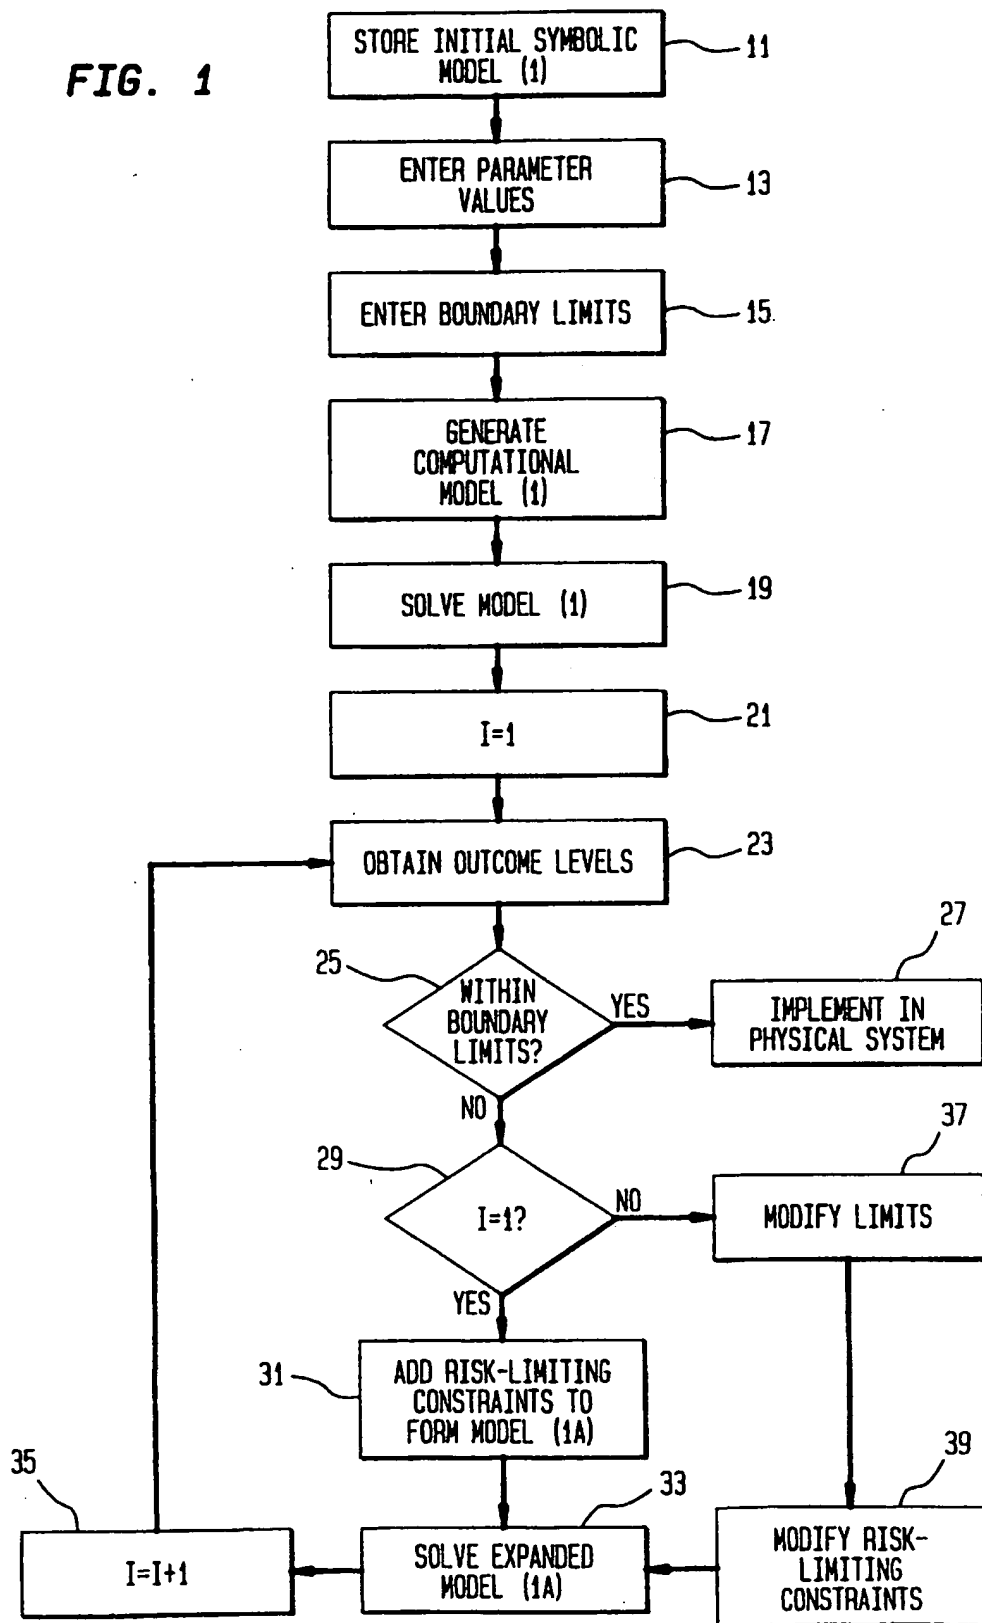 FIG. 1
STORE INITIAL SYMBOLIC
MODEL (1)
11
ENTER PARAMETER
VALUES
13
ENTER BOUNDARY LIMITS
15
GENERATE
COMPUTATIONAL
MODEL (1)
17
SOLVE MODEL (1)
19
I=1
21
OBTAIN OUTCOME LEVELS
23
25
WITHIN
BOUNDARY
LIMITS?
YES
NO
27
IMPLEMENT IN
PHYSICAL SYSTEM
29
I=1?
NO
YES
37
MODIFY LIMITS
31
ADD RISK-LIMITING
CONSTRAINTS TO
FORM MODEL (1A)
35
I=I+1
33
SOLVE EXPANDED
MODEL (1A)
39
MODIFY RISK-
LIMITING
CONSTRAINTS